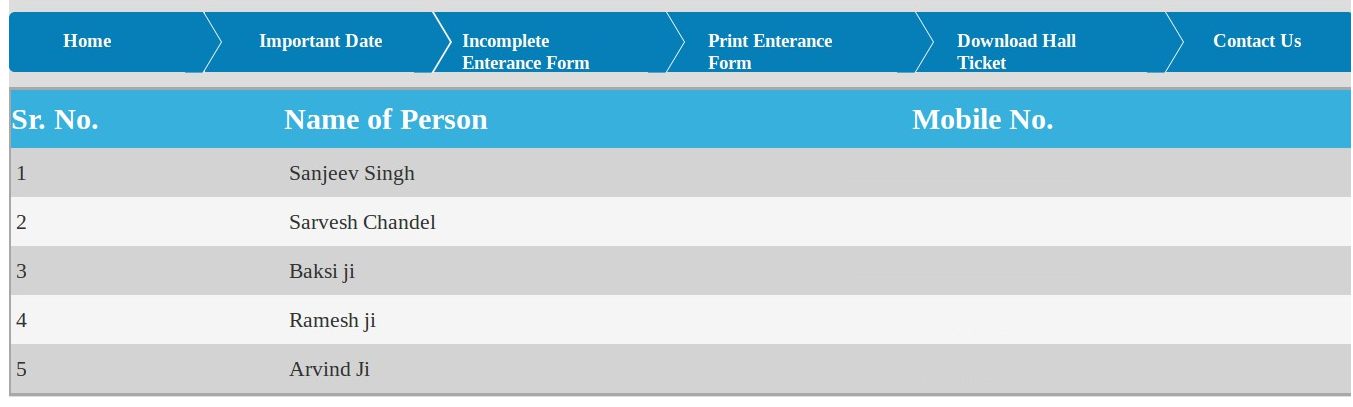 Home Important Date Incomplete Print Enterance Download Hall Contact Us
Enterance Form Form Ticket
Sr. No. Name of Person Mobile No.
1 Sanjeev Singh
2 Sarvesh Chandel
3 Baksi ji
4 Ramesh ji
5 Arvind Ji